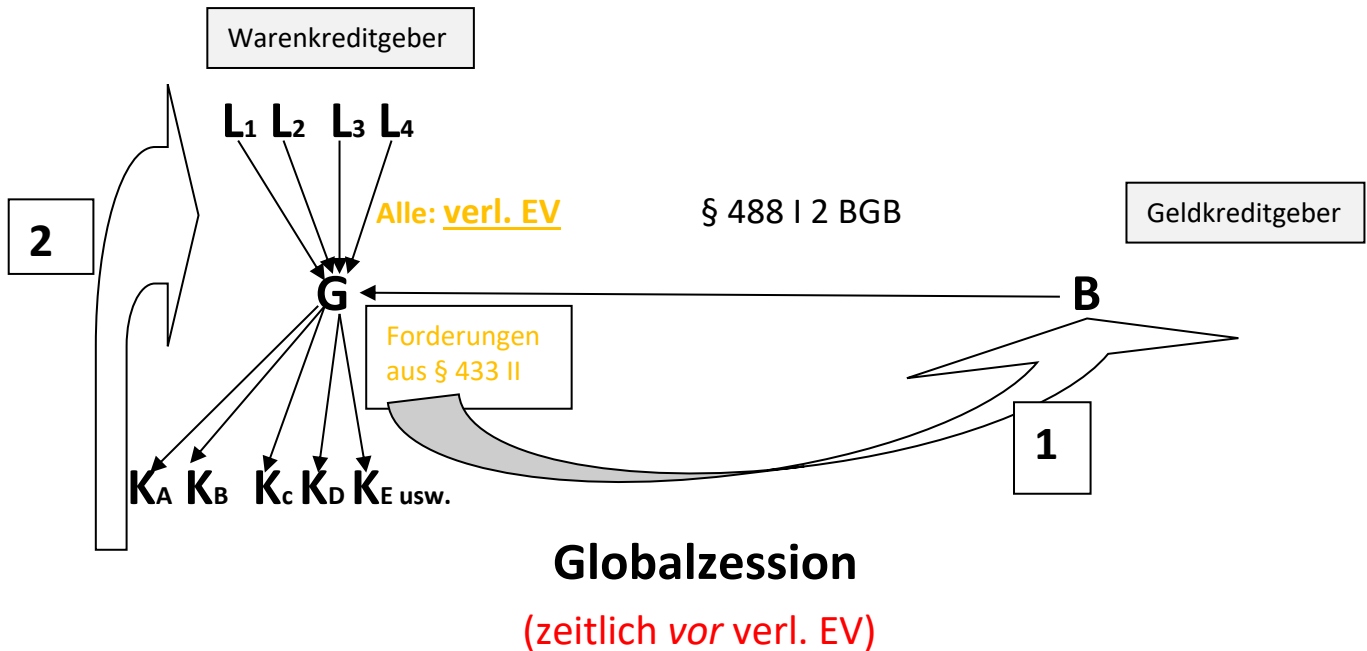 Warenkreditgeber
L1 L2 L3 L4
2
Alle: verl. EV
§ 488 I 2 BGB
Geldkreditgeber
G
B
Forderungen
aus § 433 II
1
KA KB Kc KD KE usw.
Globalzession
(zeitlich vor verl. EV)